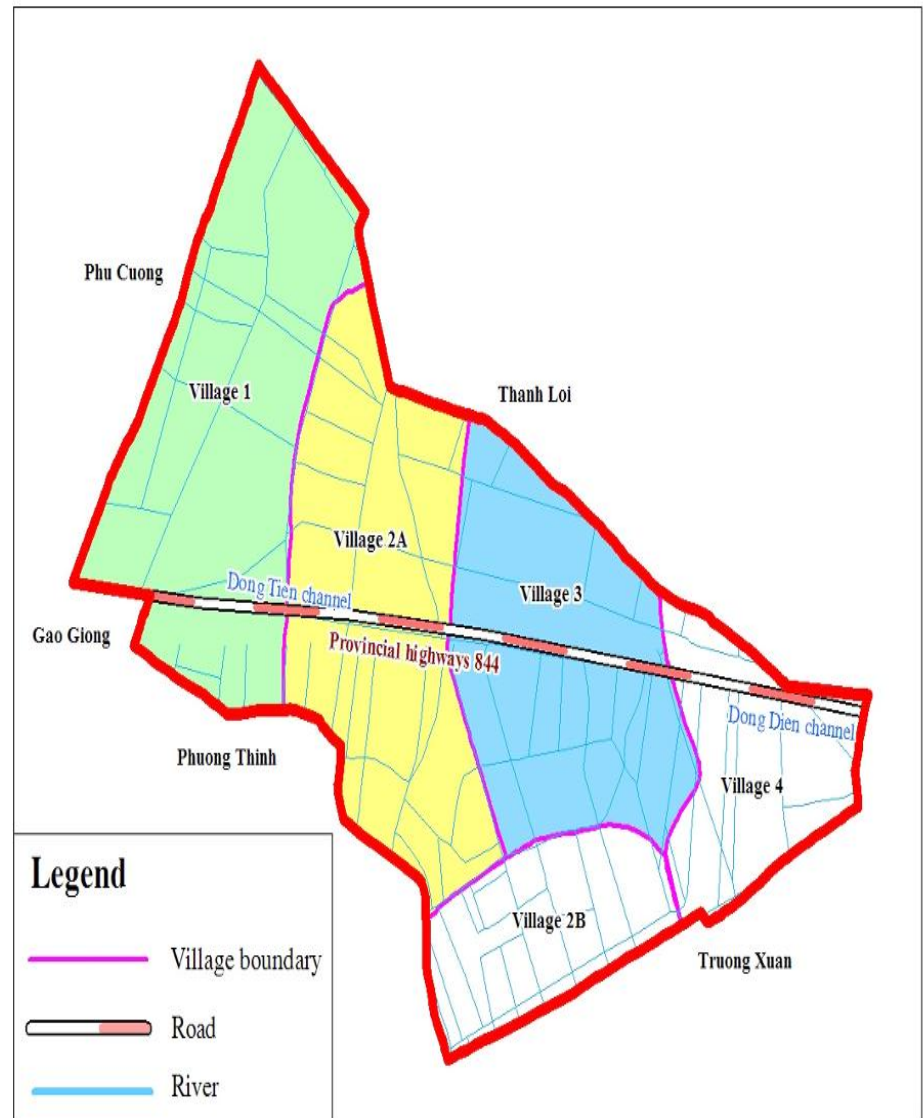 Phu Cuong
Village 1
Thanh Loi
Village 2A
Dong Tien channel
Village 3
Gao Giong
Provincial highways 844
Dong Dien channel
Phuong Thinh
Village 4
Village 2B
Truong Xuan
Legend
Village boundary
Road
River